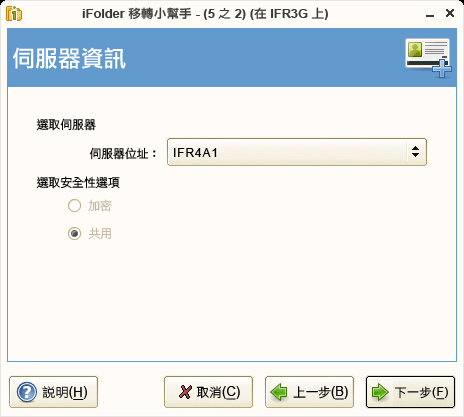 iFolder 移轉小幫手 - (5 之 2) (在 IFR3G 上)
伺服器資訊
選取伺服器
伺服器位址： IFR4A1
選取安全性選項
加密
共用
說明(H) 取消(C) 上一步(B) 下一步(F)